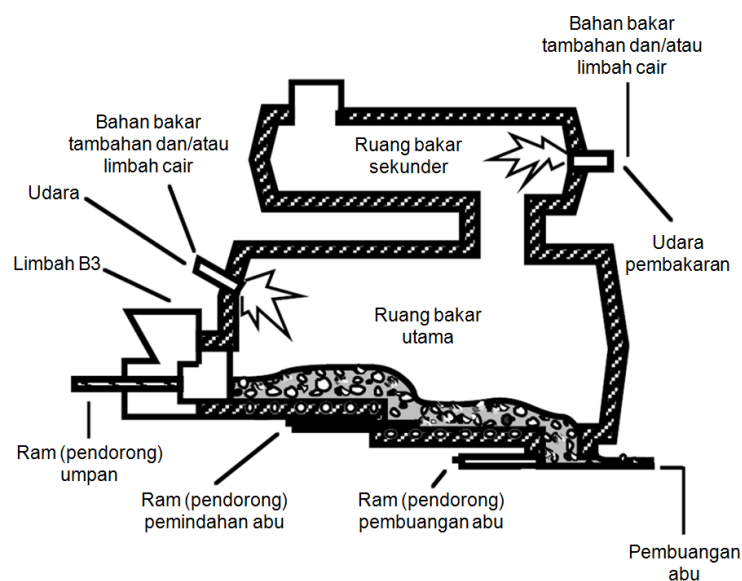 Bahan bakar
tambahan dan/atau
limbah cair
Bahan bakar
tambahan dan/atau
limbah cair
Ruang bakar
sekunder
Udara
Limbah B3
Udara
pembakaran
Ruang bakar
utama
Ram (pendorong)
umpan
Ram (pendorong)
pemindahan abu
Ram (pendorong)
pembuangan abu
Pembuangan
abu